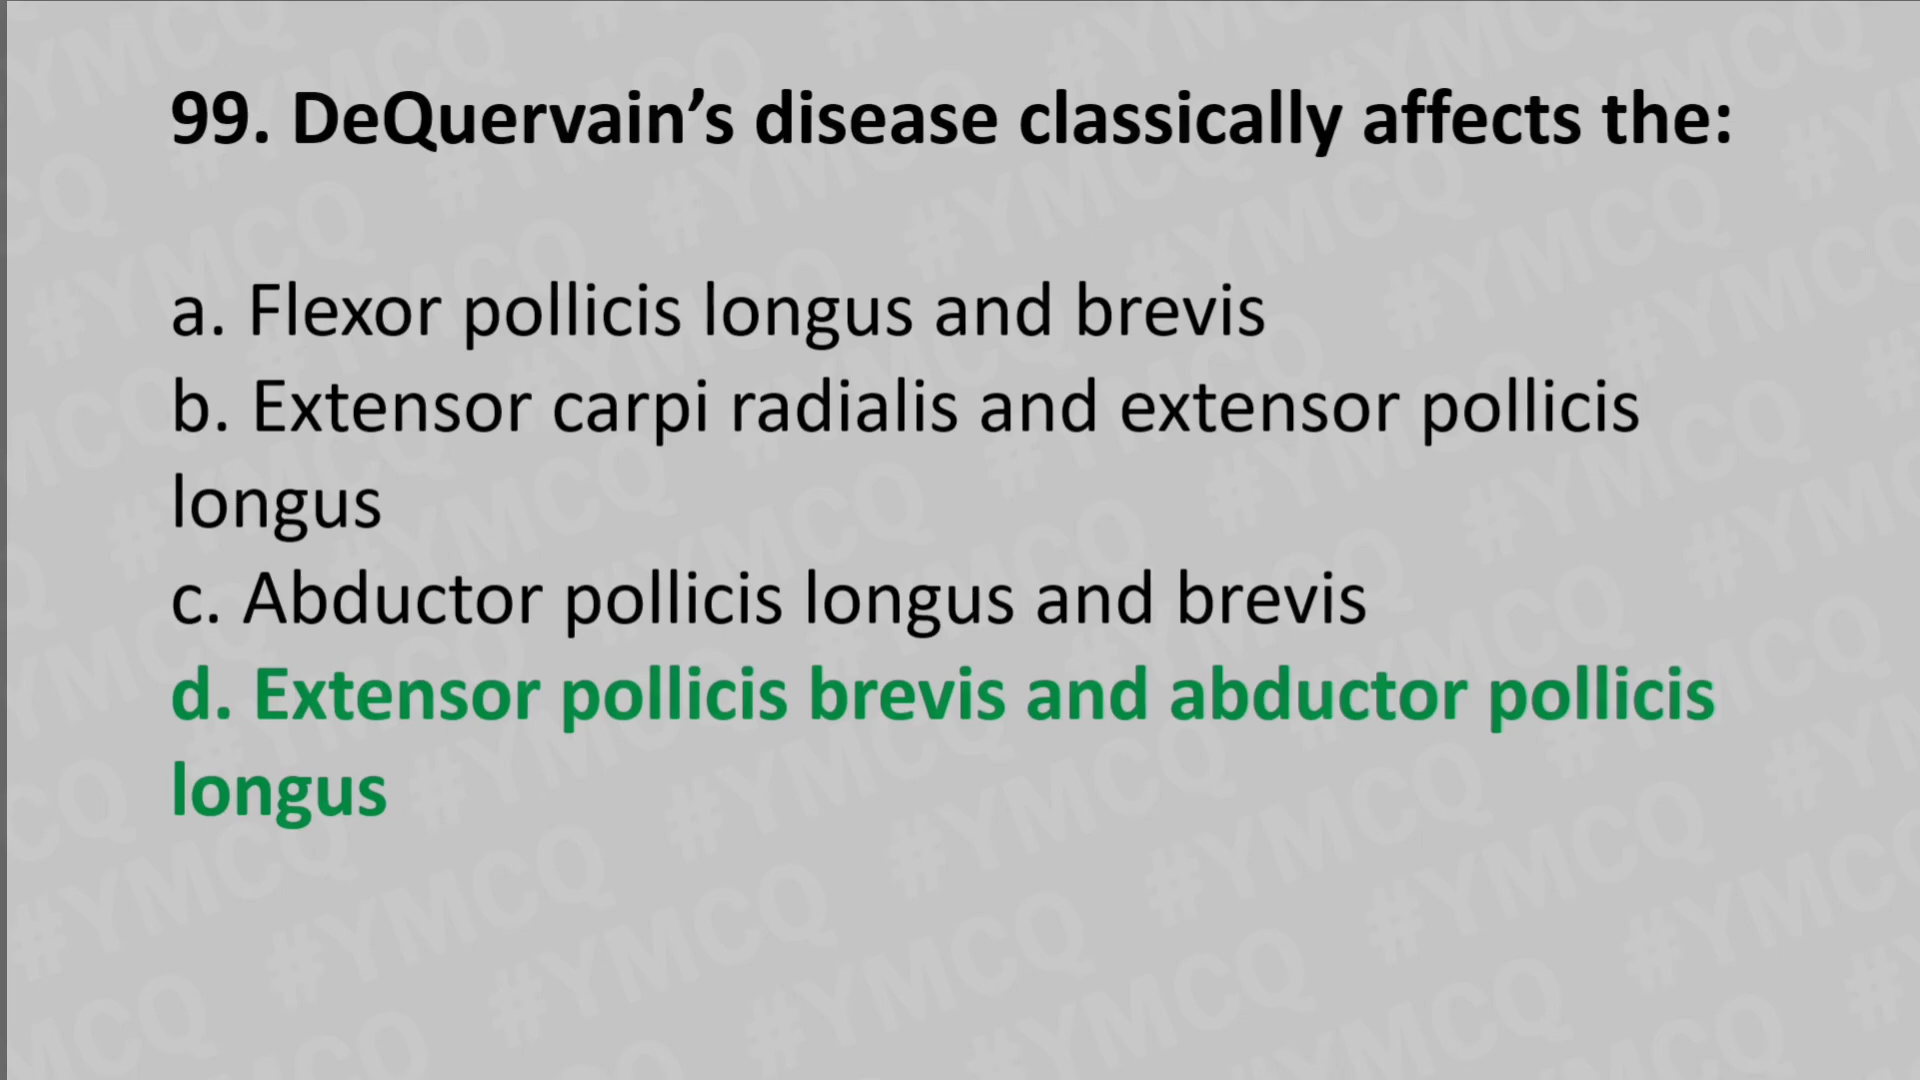 99. DeQuervain’s disease classically affects the:
a. Flexor pollicis longus and brevis
b. Extensor carpi radialis and extensor pollicis
longus
c. Abductor pollicis longus and brevis
d. Extensor pollicis brevis and abductor pollicis
longus
#YMCQ